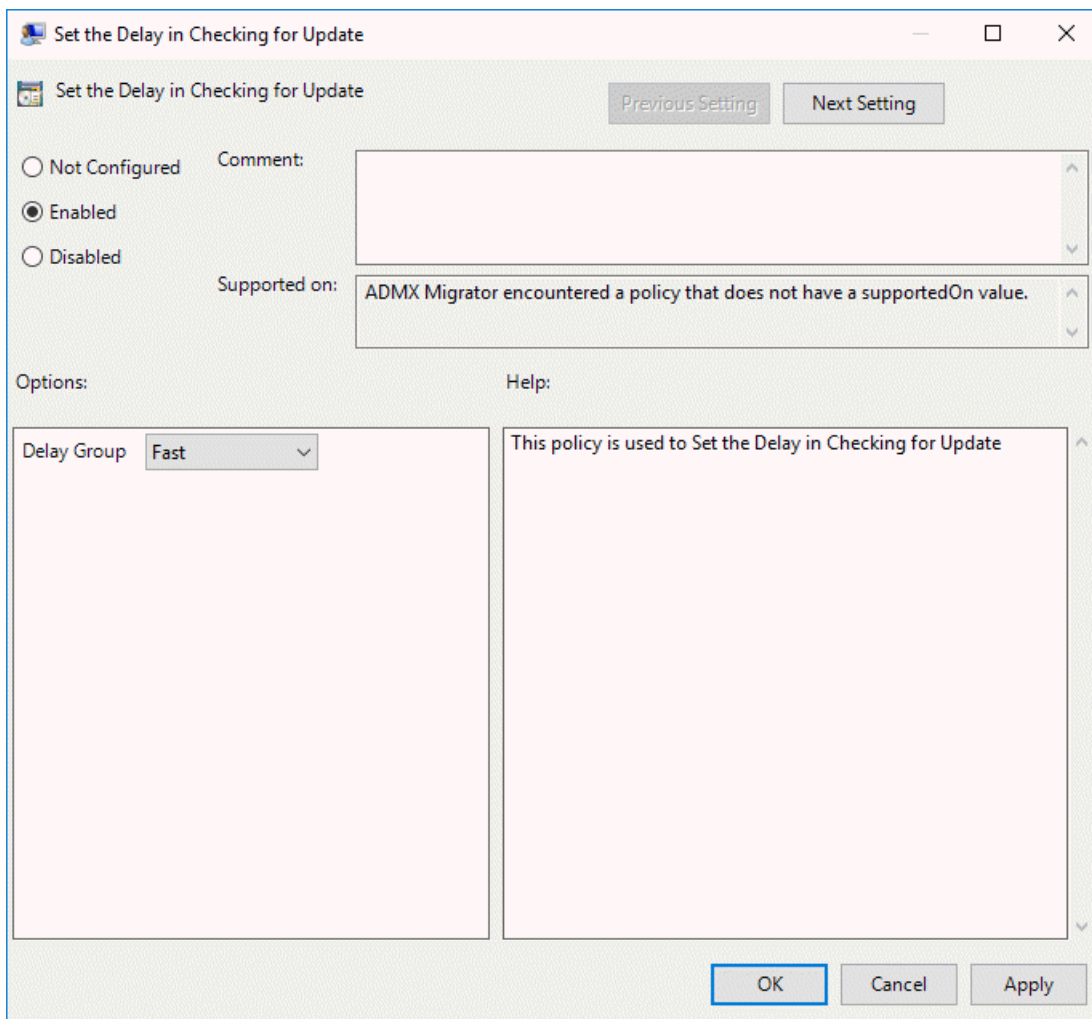 Set the Delay in Checking for Update
Set the Delay in Checking for Update
Previous Setting
Next Setting
Not Configured
Enabled
Disabled
Comment:
Supported on:
ADMX Migrator encountered a policy that does not have a supportedOn value.
Options:
Help:
Delay Group
Fast
This policy is used to Set the Delay in Checking for Update
OK
Cancel
Apply